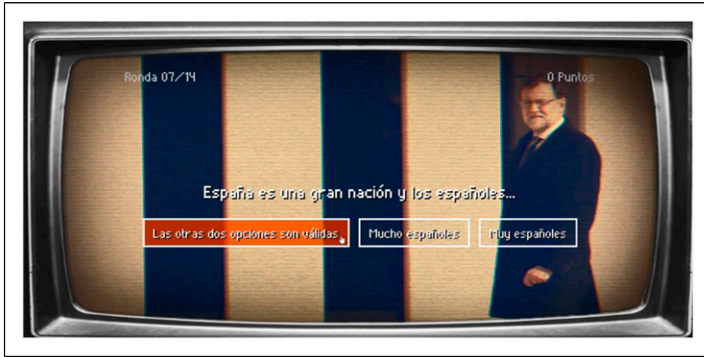 Ronda 07/14
0 Puntos
España es una gran nación y los españoles...
Las otras dos opciones son válidas
Mucho españoles
Muy españoles